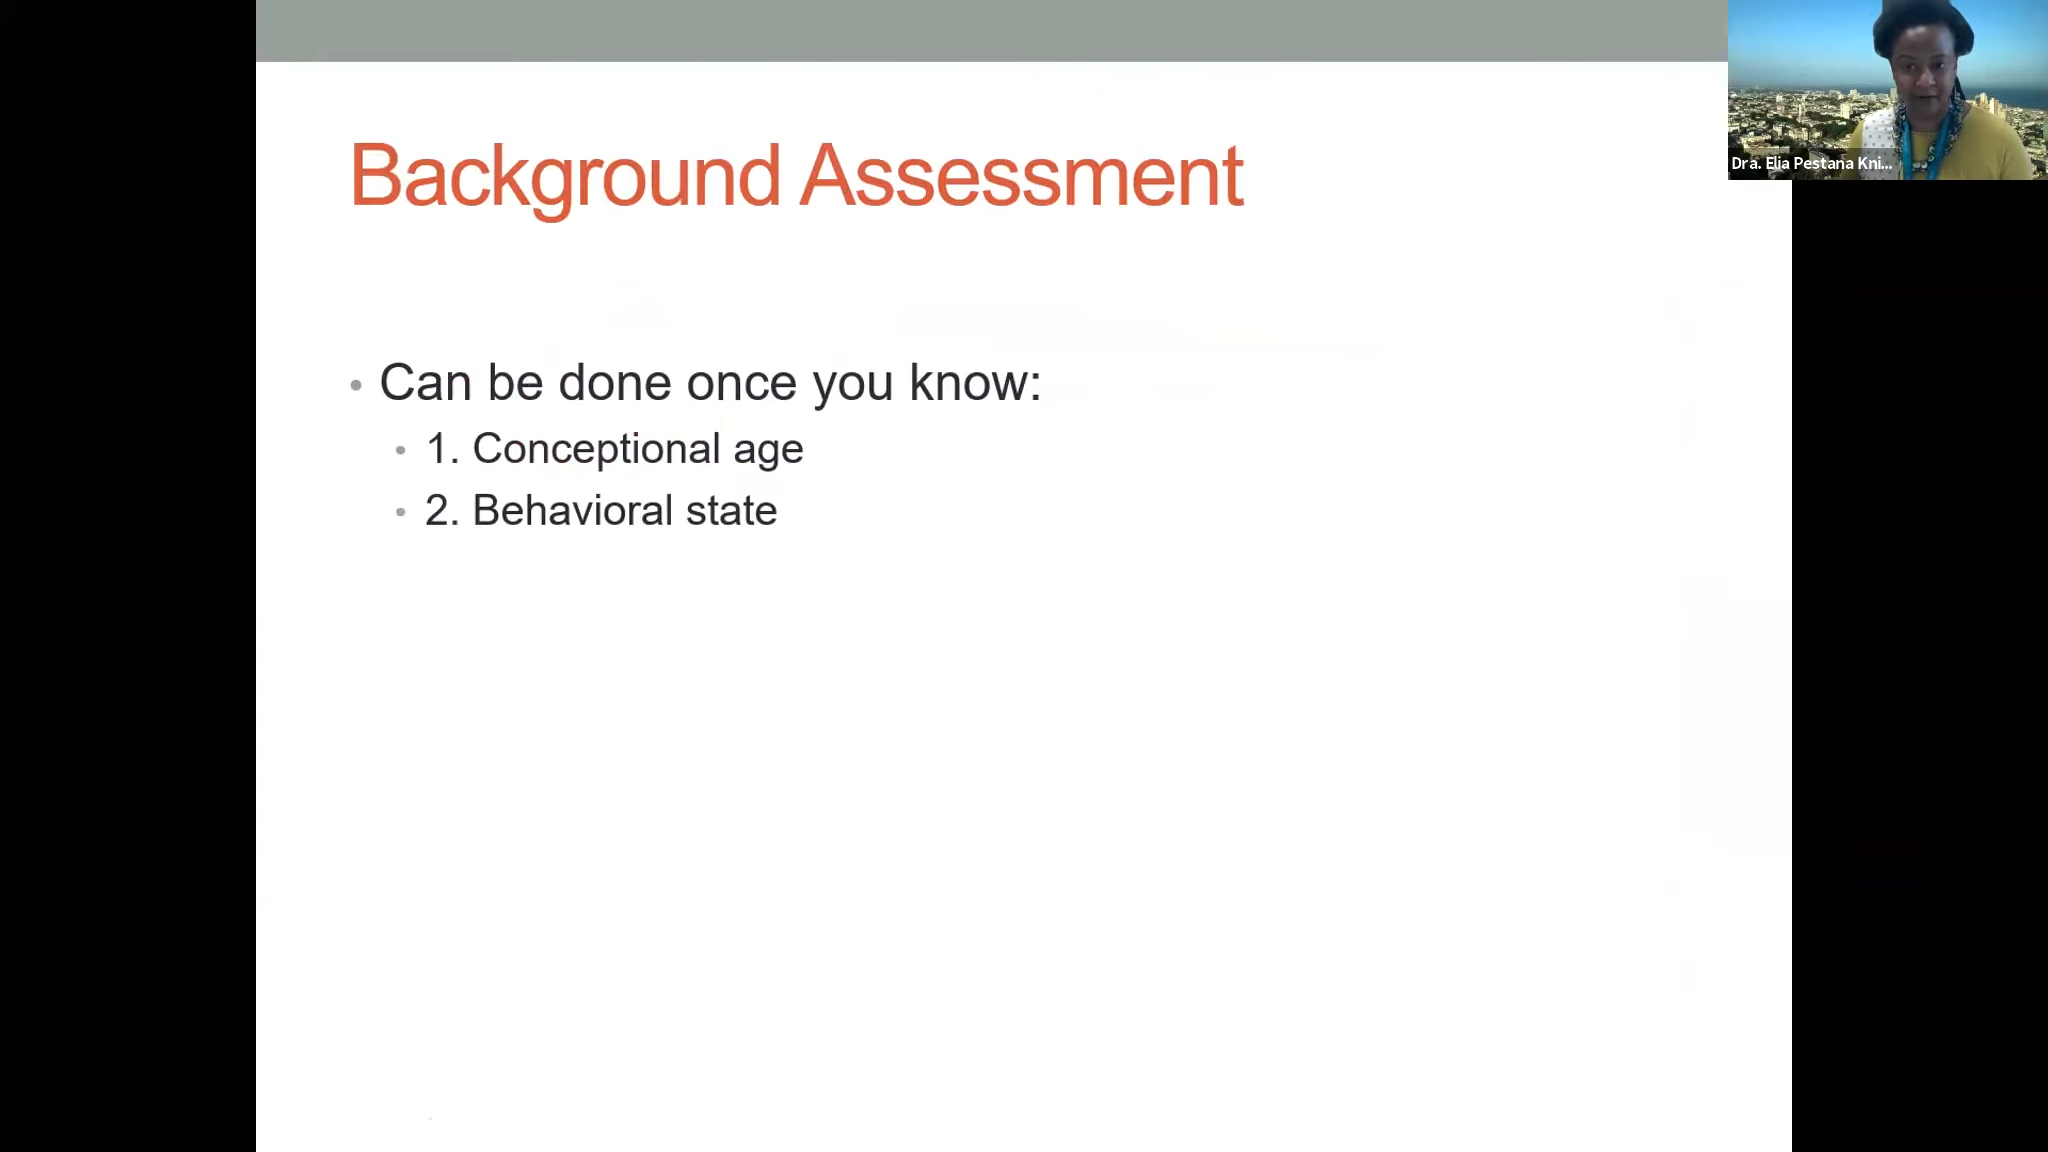 Background Assessment
Dra. Elia Pestana Kni...
• Can be done once you know:
• 1. Conceptional age
• 2. Behavioral state